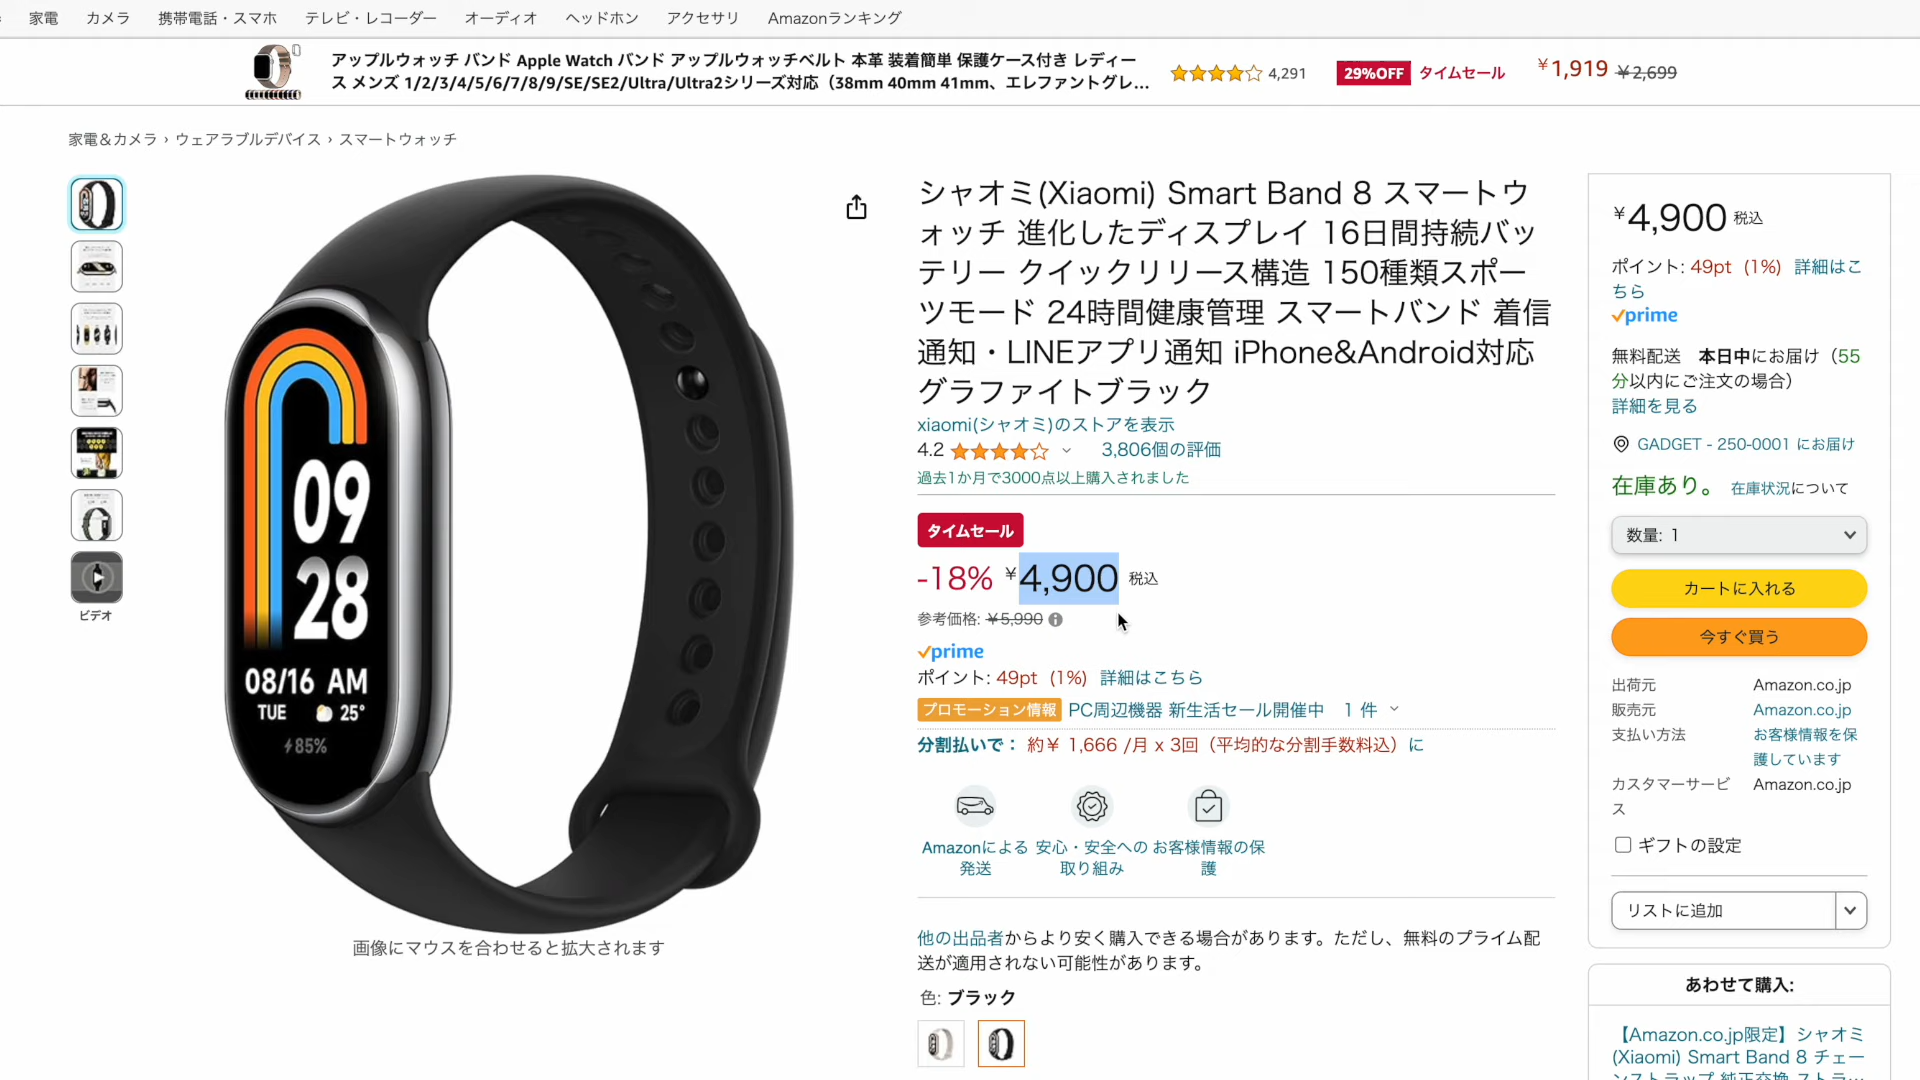 家電 カメラ 携帯電話・スマホ テレビ・レコーダー オーディオ ヘッドホン アクセサリ Amazonランキング
アップルウォッチ バンド Apple Watch バンド アップルウォッチベルト 本革 装着簡単 保護ケース付き レディー
ス メンズ 1/2/3/4/5/6/7/8/9/SE/SE2/Ultra/Ultra2シリーズ対応（38mm 40mm 41mm、エレファントグレ...
4,291
29%OFF タイムセール
¥1,919 ¥2,699
家電＆カメラ › ウェアラブルデバイス › スマートウォッチ
ビデオ
09
28
08/16 AM
TUE 25°
85%
画像にマウスを合わせると拡大されます
シャオミ(Xiaomi) Smart Band 8 スマートウ
ォッチ 進化したディスプレイ 16日間持続バッ
テリー クイックリリース構造 150種類スポー
ツモード 24時間健康管理 スマートバンド 着信
通知・LINEアプリ通知 iPhone&Android対応
グラファイトブラック
xiaomi(シャオミ)のストアを表示
4.2 3,806個の評価
過去1か月で3000点以上購入されました
タイムセール
-18% ¥4,900 税込
参考価格: ¥5,990
prime
ポイント: 49pt (1%) 詳細はこちら
プロモーション情報 PC周辺機器 新生活セール開催中 1 件
分割払いで： 約¥ 1,666 /月 x 3回（平均的な分割手数料込）に
Amazonによる
発送
安心・安全への
取り組み
お客様情報の保
護
他の出品者からより安く購入できる場合があります。ただし、無料のプライム配
送が適用されない可能性があります。
色: ブラック
¥4,900 税込
ポイント: 49pt (1%) 詳細はこ
ちら
prime
無料配送 本日中にお届け（55
分以内にご注文の場合）
詳細を見る
GADGET - 250-0001 にお届け
在庫あり。 在庫状況について
数量: 1
カートに入れる
今すぐ買う
出荷元 Amazon.co.jp
販売元 Amazon.co.jp
支払い方法 お客様情報を保
護しています
カスタマーサービ Amazon.co.jp
ス
ギフトの設定
リストに追加
あわせて購入:
【Amazon.co.jp限定】シャオミ
(Xiaomi) Smart Band 8 チェー
ンストラップ 純正交換 ストラ...